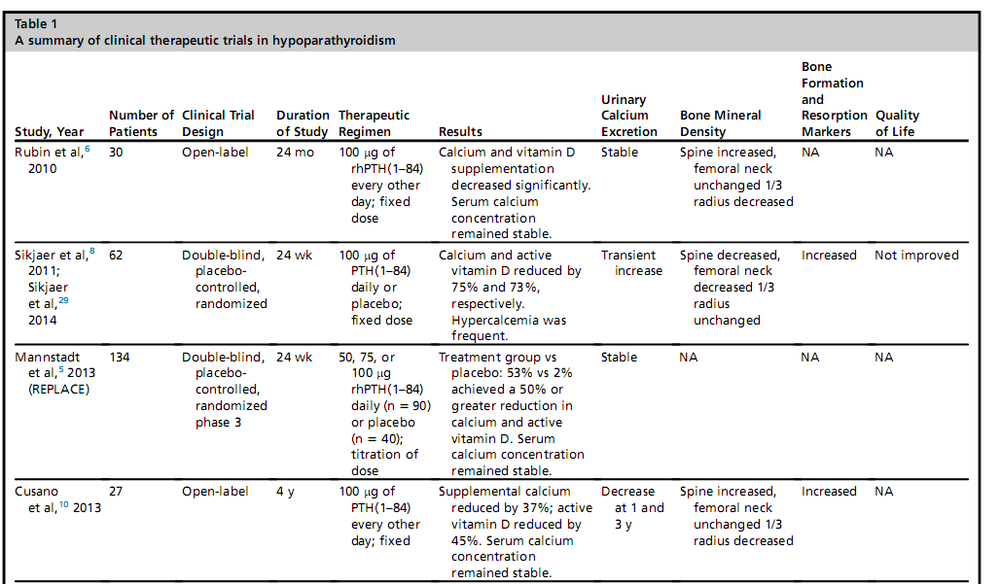 Table 1
A summary of clinical therapeutic trials in hypoparathyroidism
Study, Year
Number of
Patients
Clinical Trial
Design
Duration
of Study
Therapeutic
Regimen
Results
Urinary
Calcium
Excretion
Bone Mineral
Density
Bone
Formation
and
Resorption
Markers
Quality
of Life
Rubin et al,6
2010
30
Open-label
24 mo
100 μg of
rhPTH(1–84)
every other
day; fixed
dose
Calcium and vitamin D
supplementation
decreased significantly.
Serum calcium
concentration
remained stable.
Stable
Spine increased,
femoral neck
unchanged 1/3
radius decreased
NA
NA
Sikjaer et al,8
2011;
Sikjaer
et al,29
2014
62
Double-blind,
placebo-
controlled,
randomized
24 wk
100 μg of
PTH(1–84)
daily or
placebo;
fixed dose
Calcium and active
vitamin D reduced by
75% and 73%,
respectively.
Hypercalcemia was
frequent.
Transient
increase
Spine decreased,
femoral neck
decreased 1/3
radius
unchanged
Increased
Not improved
Mannstadt
et al,5 2013
(REPLACE)
134
Double-blind,
placebo-
controlled,
randomized
phase 3
24 wk
50, 75, or
100 μg
rhPTH(1–84)
daily (n = 90)
or placebo
(n = 40);
titration of
dose
Treatment group vs
placebo: 53% vs 2%
achieved a 50% or
greater reduction in
calcium and active
vitamin D. Serum
calcium concentration
remained stable.
Stable
NA
NA
NA
Cusano
et al,10 2013
27
Open-label
4 y
100 μg of
PTH(1–84)
every other
day; fixed
Supplemental calcium
reduced by 37%; active
vitamin D reduced by
45%. Serum calcium
concentration
remained stable.
Decrease
at 1 and
3 y
Spine increased,
femoral neck
unchanged 1/3
radius decreased
Increased
NA